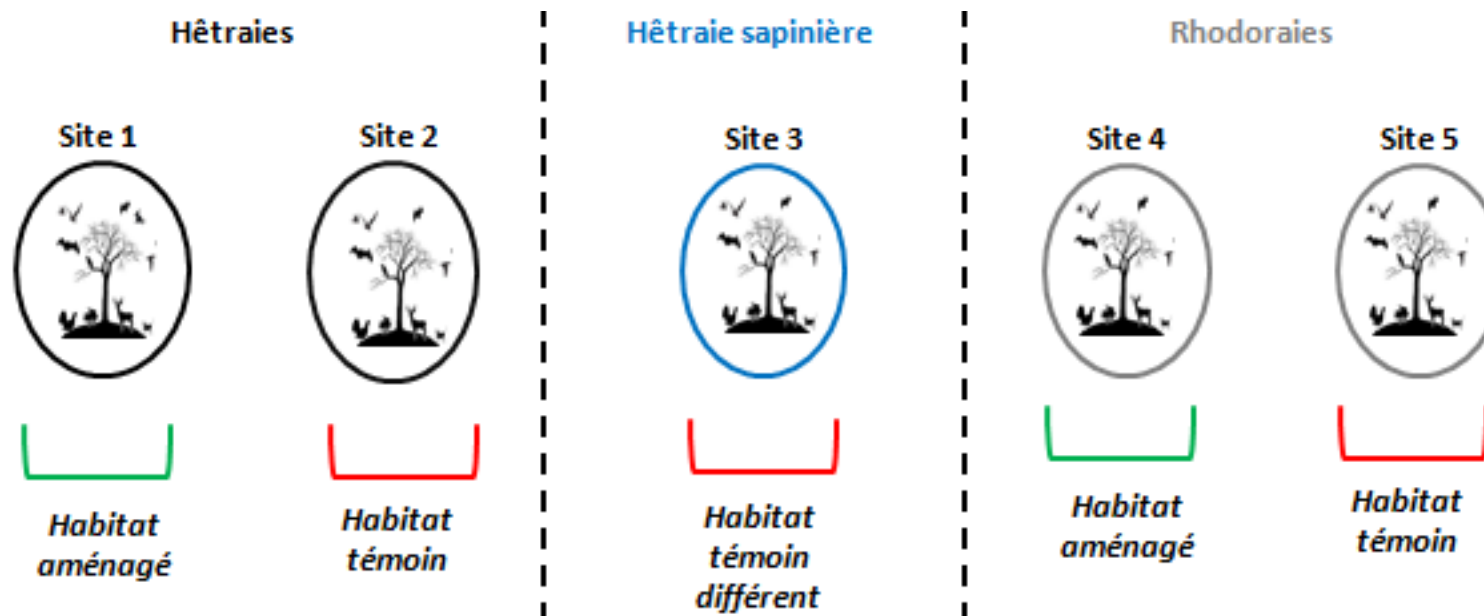 Hêtraies
Hêtraie sapinière
Rhodoraies
Site 1
Site 2
Site 3
Site 4
Site 5
Habitat
aménagé
Habitat
témoin
Habitat
témoin
différent
Habitat
aménagé
Habitat
témoin